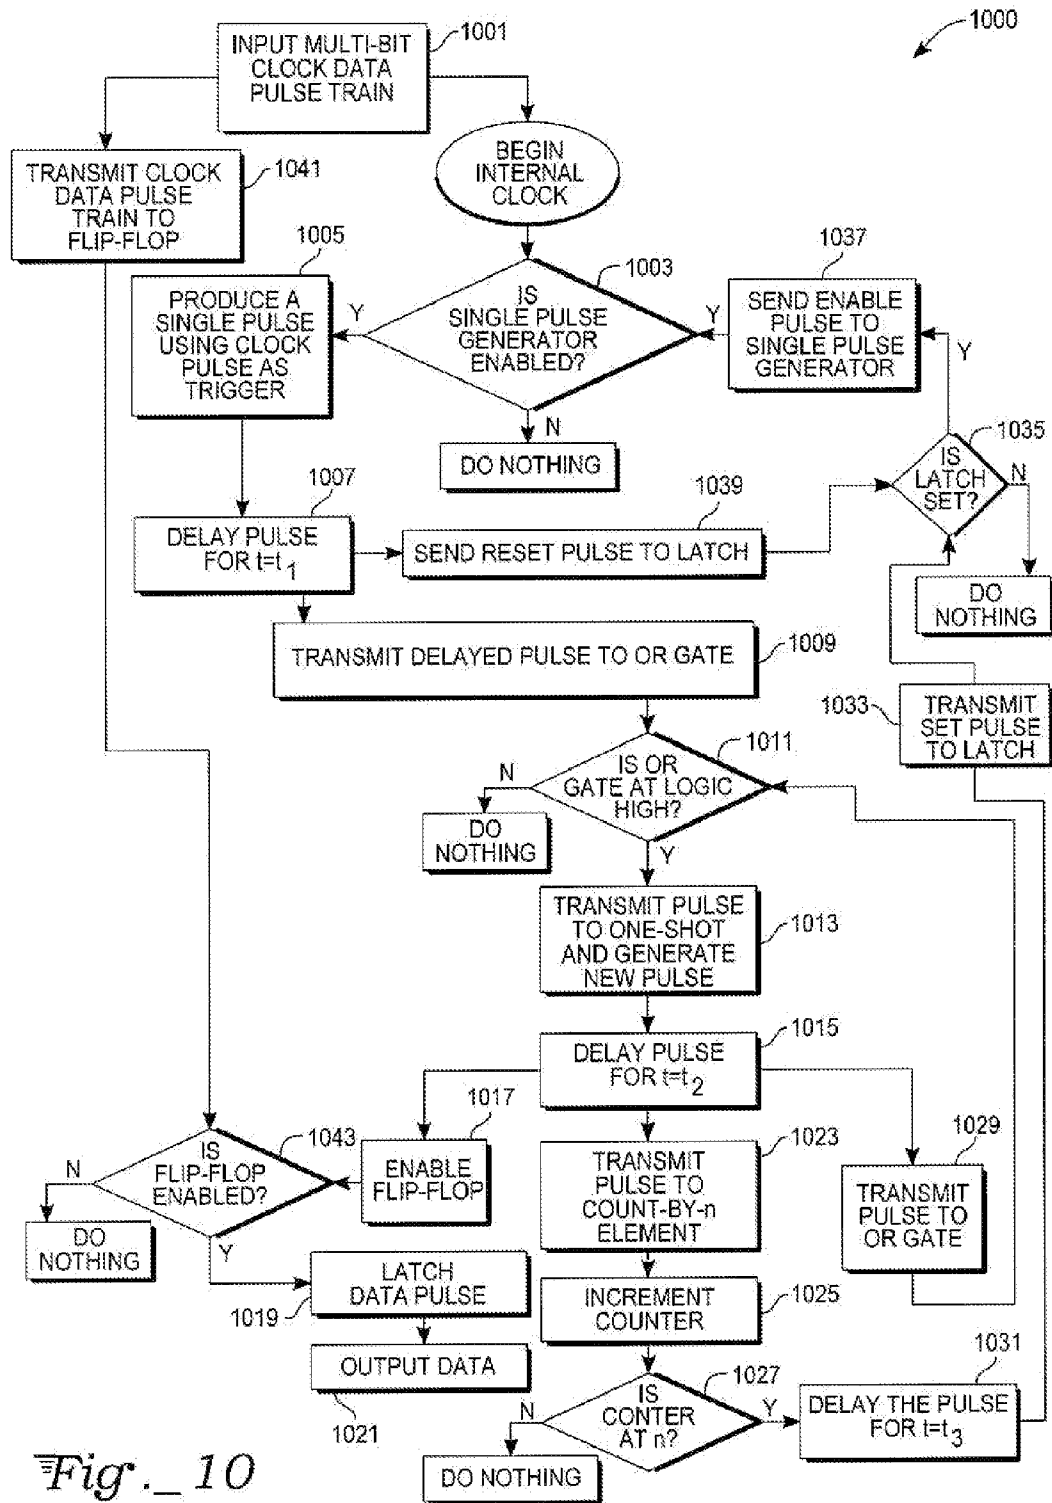 1000
1001
INPUT MULTI-BIT
CLOCK DATA
PULSE TRAIN
1041
TRANSMIT CLOCK
DATA PULSE
TRAIN TO
FLIP-FLOP
BEGIN
INTERNAL
CLOCK
1005
PRODUCE A
SINGLE PULSE
USING CLOCK
PULSE AS
TRIGGER
Y
1003
IS
SINGLE PULSE
GENERATOR
ENABLED?
Y
1037
SEND ENABLE
PULSE TO
SINGLE PULSE
GENERATOR
Y
N
DO NOTHING
1035
IS
LATCH
SET?
N
1007
DELAY PULSE
FOR t=t1
1039
SEND RESET PULSE TO LATCH
DO
NOTHING
TRANSMIT DELAYED PULSE TO OR GATE
1009
1033
TRANSMIT
SET PULSE
TO LATCH
1011
IS OR
GATE AT LOGIC
HIGH?
N
DO
NOTHING
Y
TRANSMIT PULSE
TO ONE-SHOT
AND GENERATE
NEW PULSE
1013
1015
DELAY PULSE
FOR t=t2
1017
ENABLE
FLIP-FLOP
1043
IS
FLIP-FLOP
ENABLED?
N
DO
NOTHING
Y
1023
TRANSMIT
PULSE TO
COUNT-BY-n
ELEMENT
1029
TRANSMIT
PULSE TO
OR GATE
LATCH
DATA PULSE
1019
INCREMENT
COUNTER
1025
OUTPUT DATA
1021
1027
IS
CONTER
AT n?
N
DO NOTHING
Y
1031
DELAY THE PULSE
FOR t=t3
Fig._10